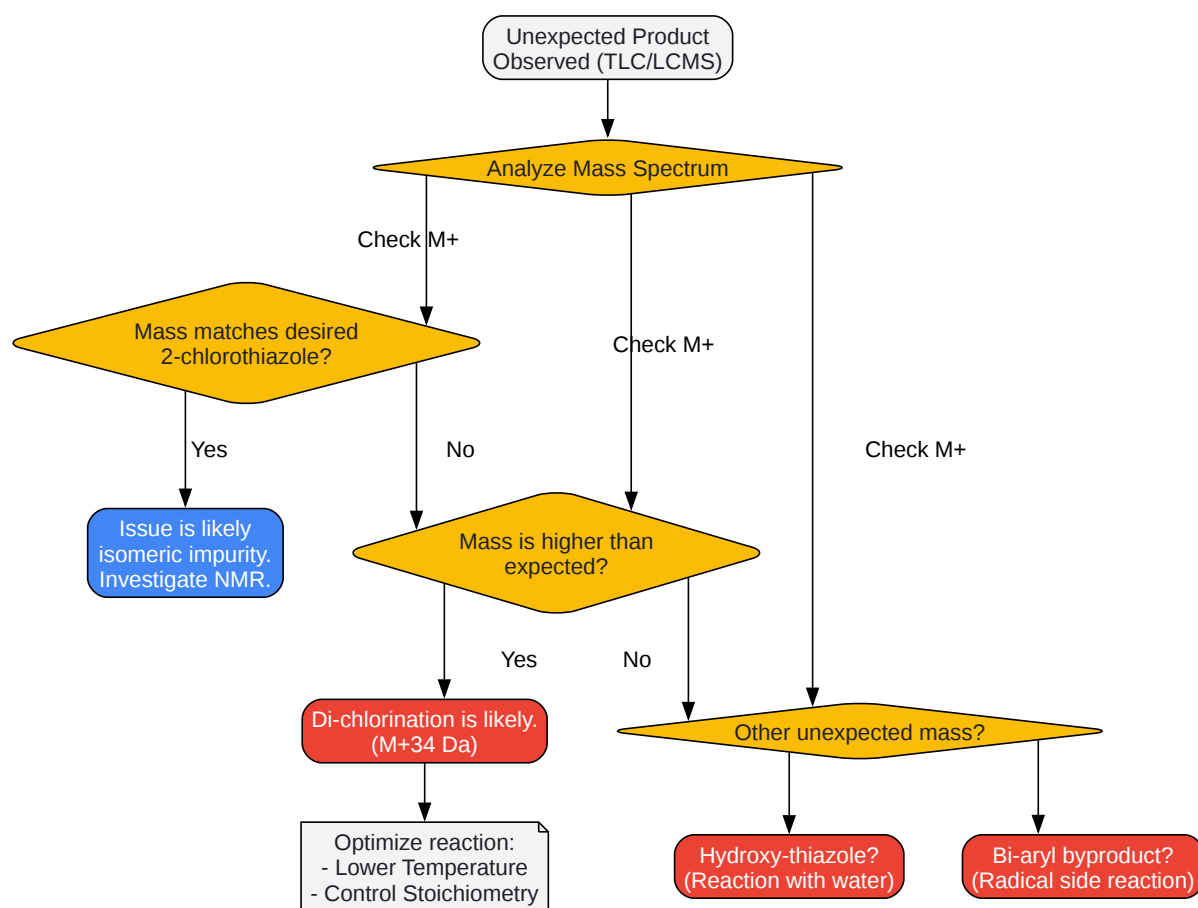 Unexpected Product
Observed (TLC/LCMS)
Analyze Mass Spectrum
Check M+
Mass matches desired
2-chlorothiazole?
Check M+
Check M+
Yes
No
Issue is likely
isomeric impurity.
Investigate NMR.
Mass is higher than
expected?
Yes
No
Di-chlorination is likely.
(M+34 Da)
Other unexpected mass?
Optimize reaction:
- Lower Temperature
- Control Stoichiometry
Hydroxy-thiazole?
(Reaction with water)
Bi-aryl byproduct?
(Radical side reaction)